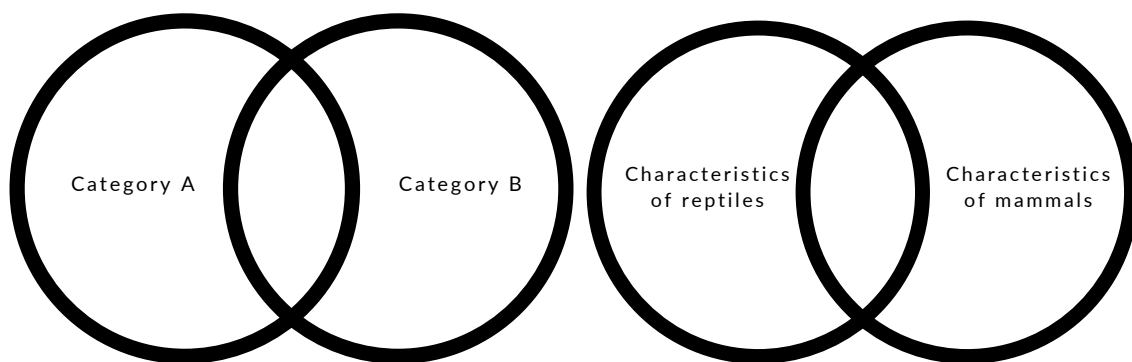 Category A
Category B
Characteristics
of reptiles
Characteristics
of mammals